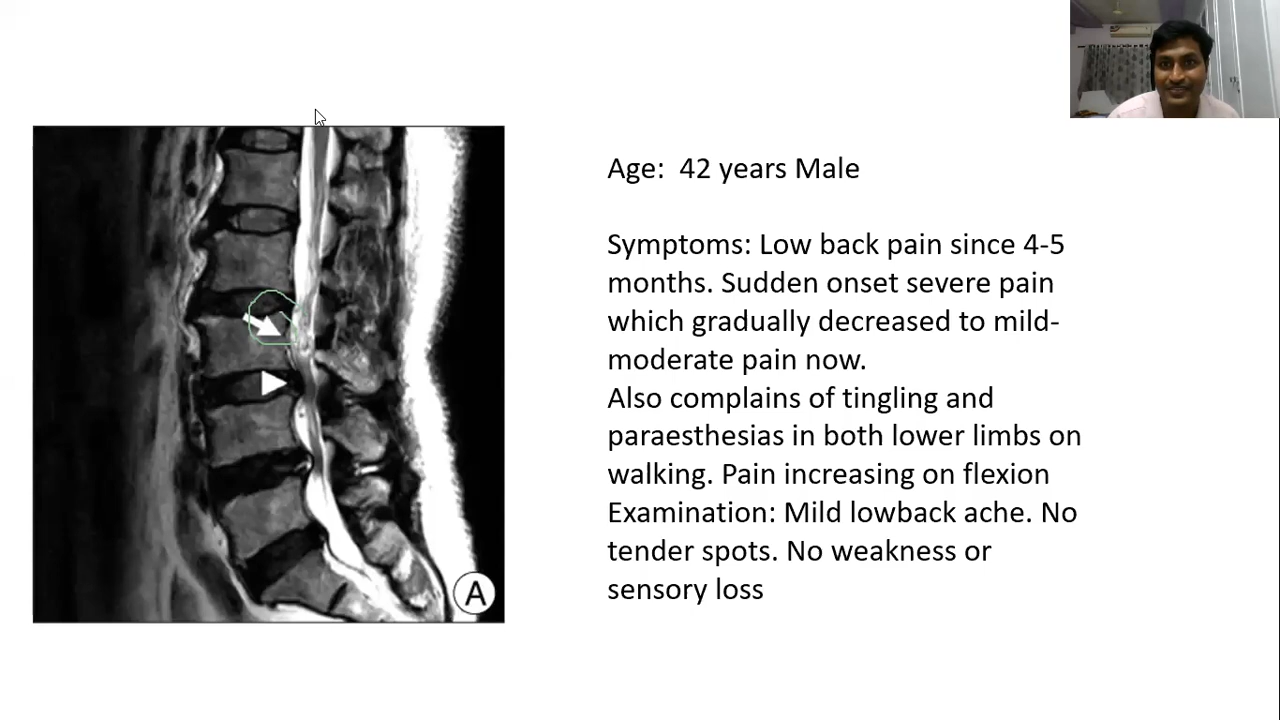 Age:  42 years Male
Symptoms: Low back pain since 4-5
months. Sudden onset severe pain
which gradually decreased to mild-
moderate pain now.
Also complains of tingling and
paraesthesias in both lower limbs on
walking. Pain increasing on flexion
Examination: Mild lowback ache. No
tender spots. No weakness or
sensory loss
A